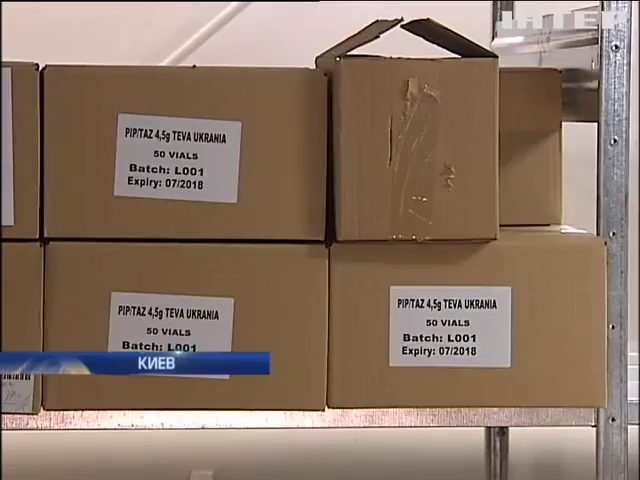 ІНТЕР
PIP/TAZ 4,5g TEVA UKRANIA
50 VIALS
Batch: L001
Expiry: 07/2018
PIP/TAZ 4,5g TEVA UKRANIA
50 VIALS
Batch: L001
PIP/TAZ 4,5g TEVA UKRANIA
50 VIALS
Batch: L001
Expiry: 07/2018
КИЕВ